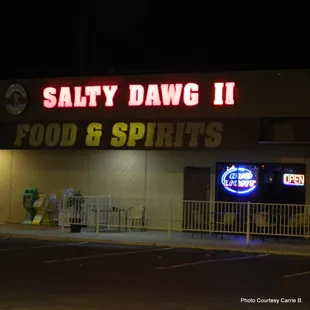 SALTY DAWG II
FOOD & SPIRITS
OPEN
Photo Courtesy Carrie B.